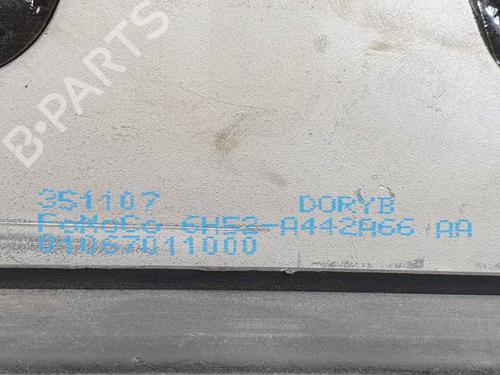 B-PARTS
351107 DORYB
FoMoCo 6H52-A442A66 AA
01067011000